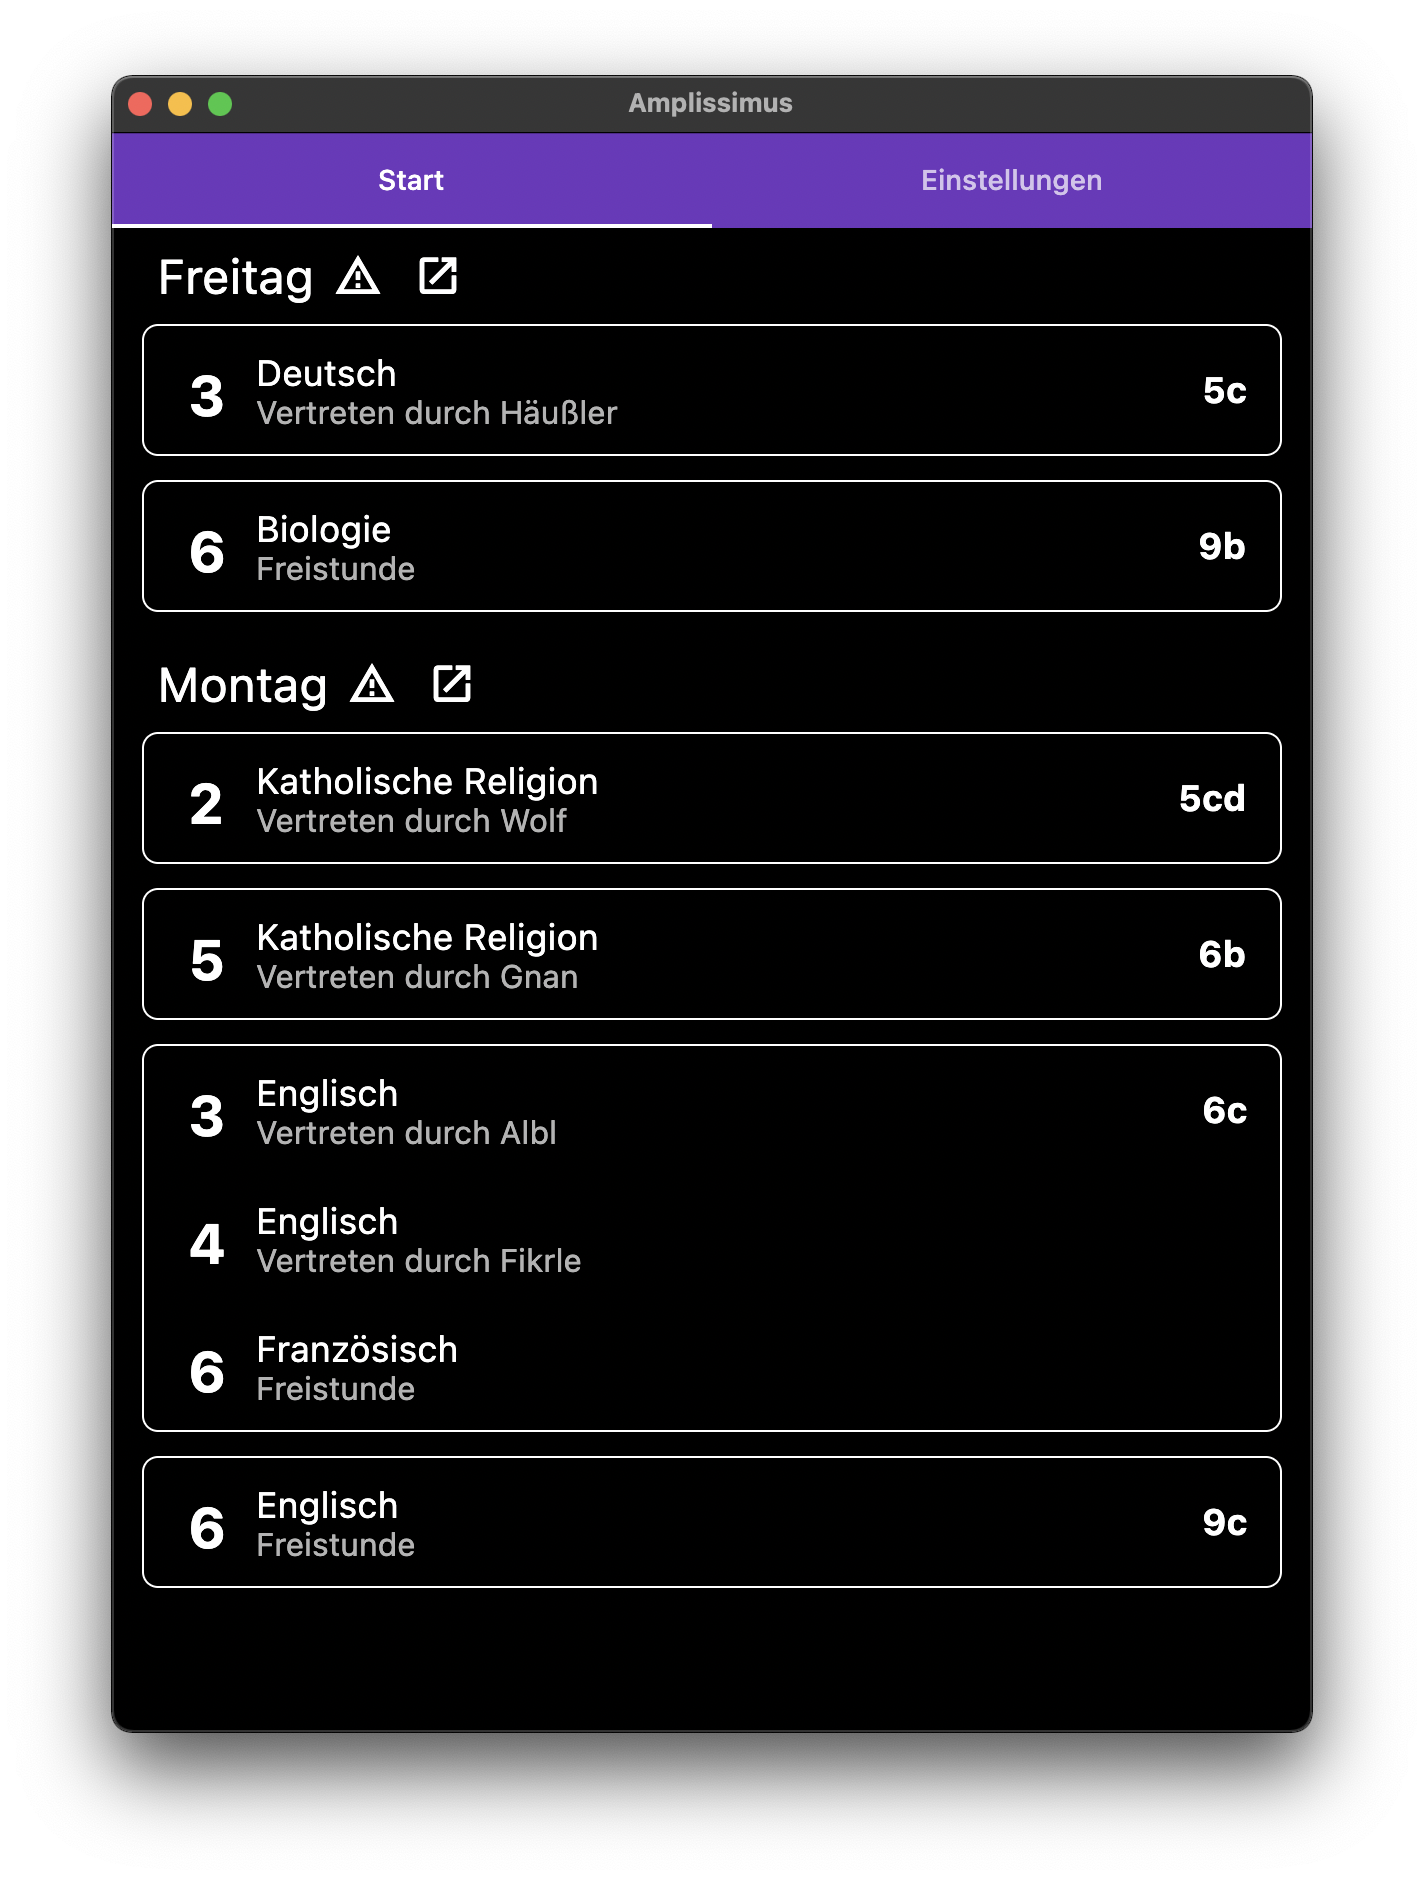 Amplissimus
Start
Einstellungen
Freitag
3
Deutsch
Vertreten durch Häußler
5c
6
Biologie
Freistunde
9b
Montag
2
Katholische Religion
Vertreten durch Wolf
5cd
5
Katholische Religion
Vertreten durch Gnan
6b
3
Englisch
Vertreten durch Albl
6c
4
Englisch
Vertreten durch Fikrle
6
Französisch
Freistunde
6
Englisch
Freistunde
9c